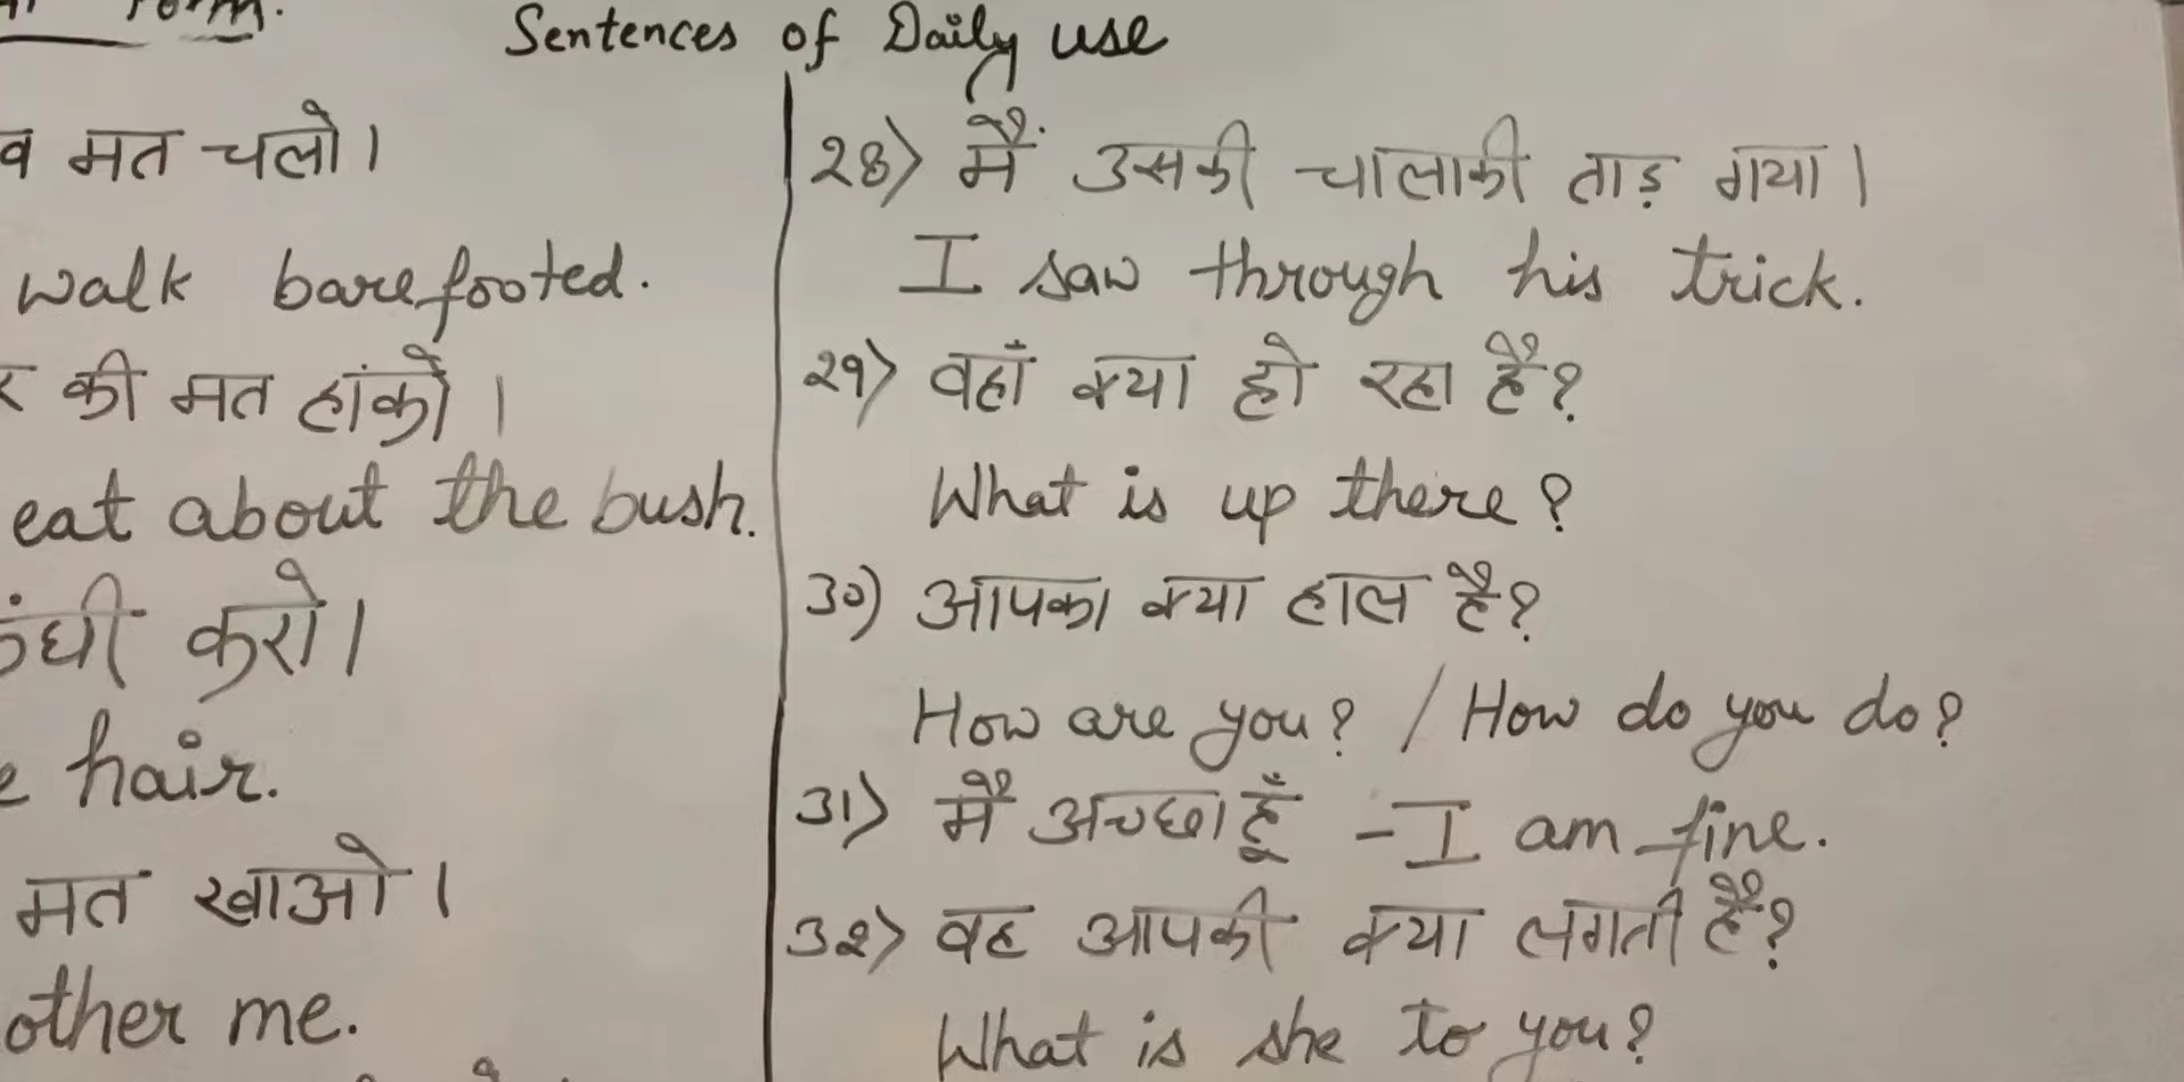 Form.
Sentences of Daily use
मत चलो।
walk barefooted.
की मत हांको।
eat about the bush.
ंघी करो।
hair.
मत खाओ।
other me.
28) मैं उसकी चालाकी ताड़ गया।
I saw through his trick.
29) वहाँ क्या हो रहा है?
What is up there?
30) आपका क्या हाल है?
How are you? / How do you do?
31) मै अच्छा हूँ - I am fine.
32) वह आपकी क्या लगती है?
What is she to you?